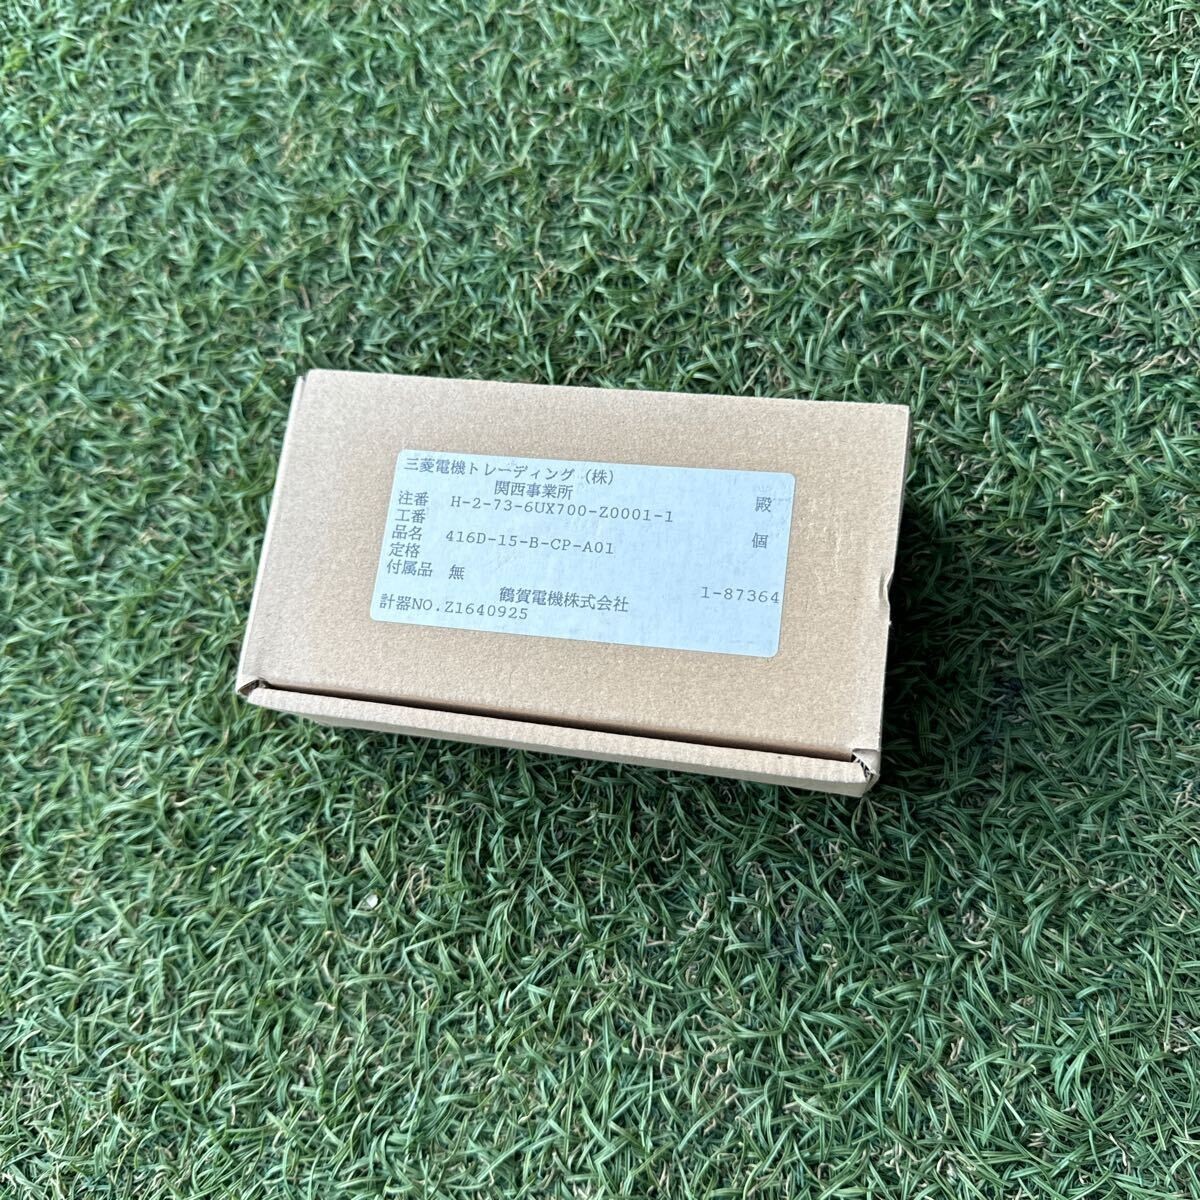 三菱電機トレーディング（株）
関西事業所 殿
注番 H-2-73-6UX700-Z0001-1
工番
品名 416D-15-B-CP-A01 個
定格
付属品 無
鶴賀電機株式会社 1-87364
計器NO.Z1640925